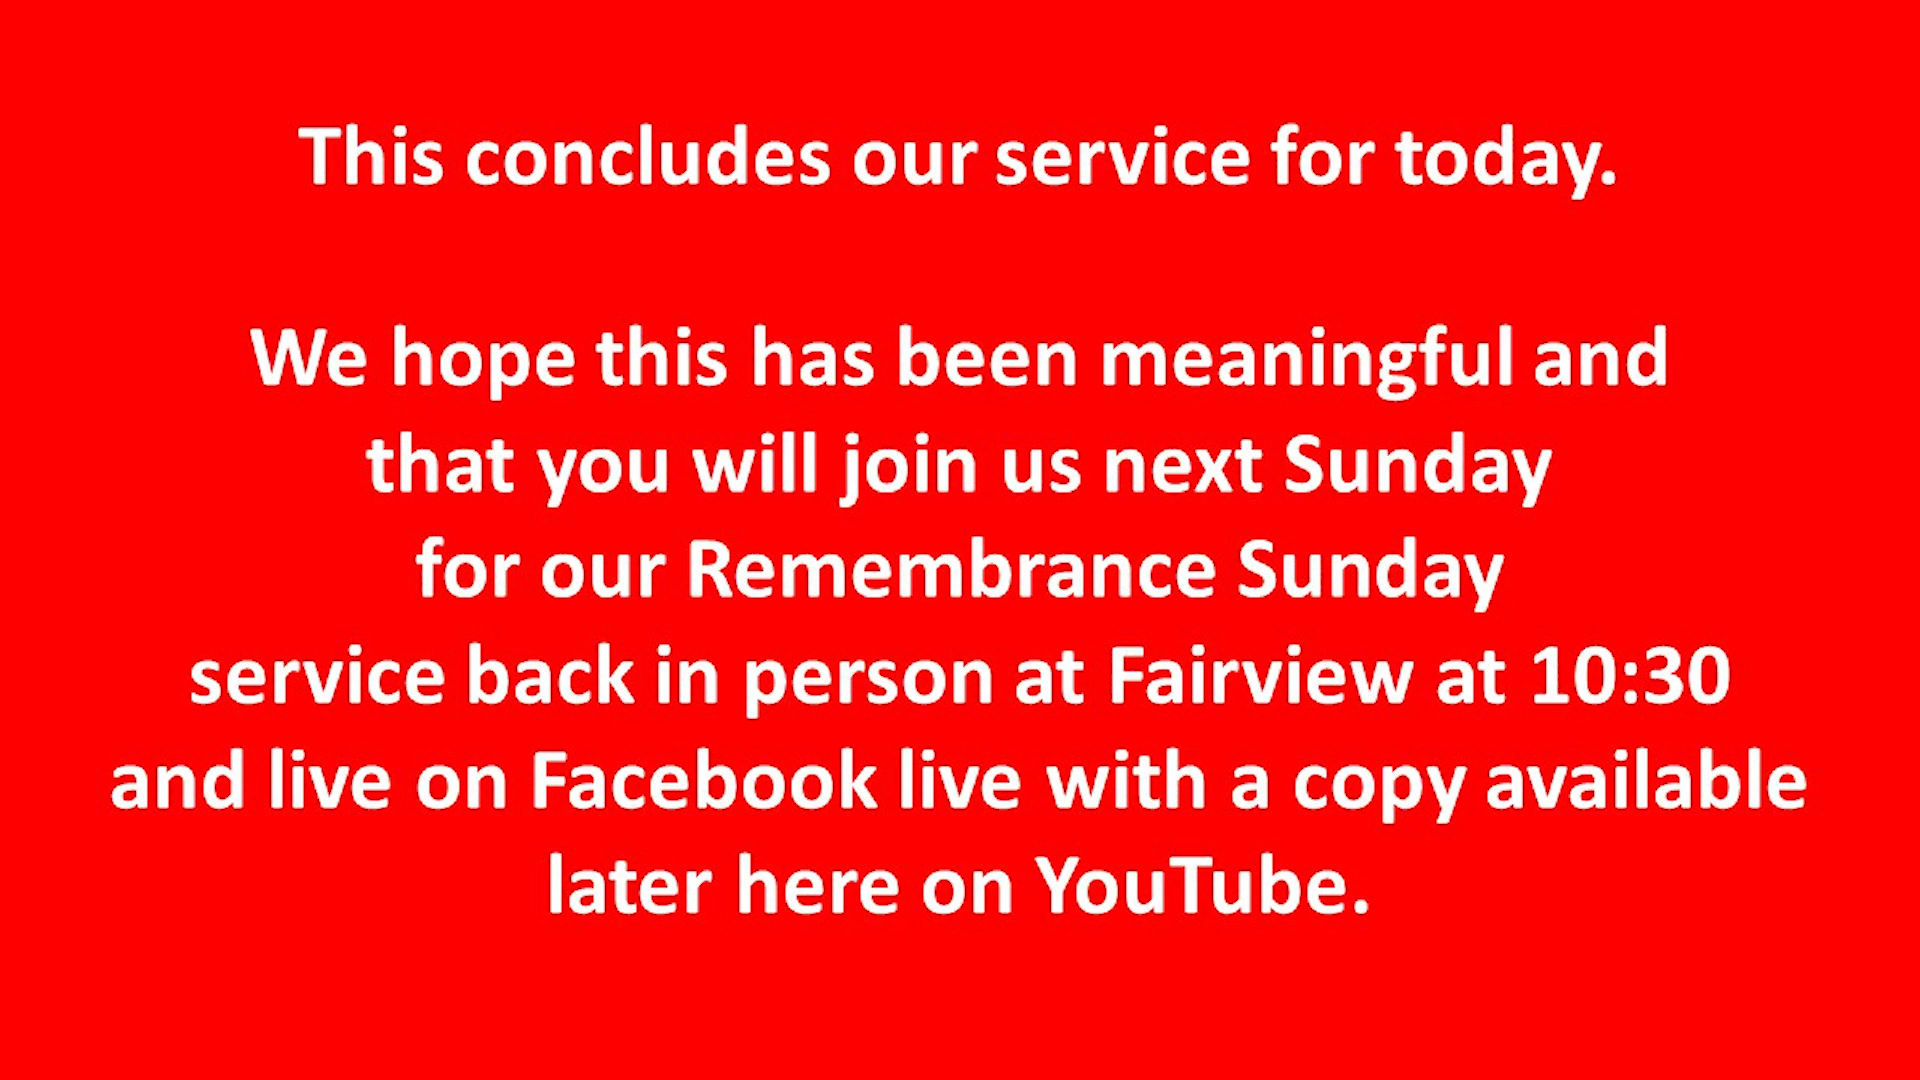 This concludes our service for today.
We hope this has been meaningful and
that you will join us next Sunday
for our Remembrance Sunday
service back in person at Fairview at 10:30
and live on Facebook live with a copy available
later here on YouTube.